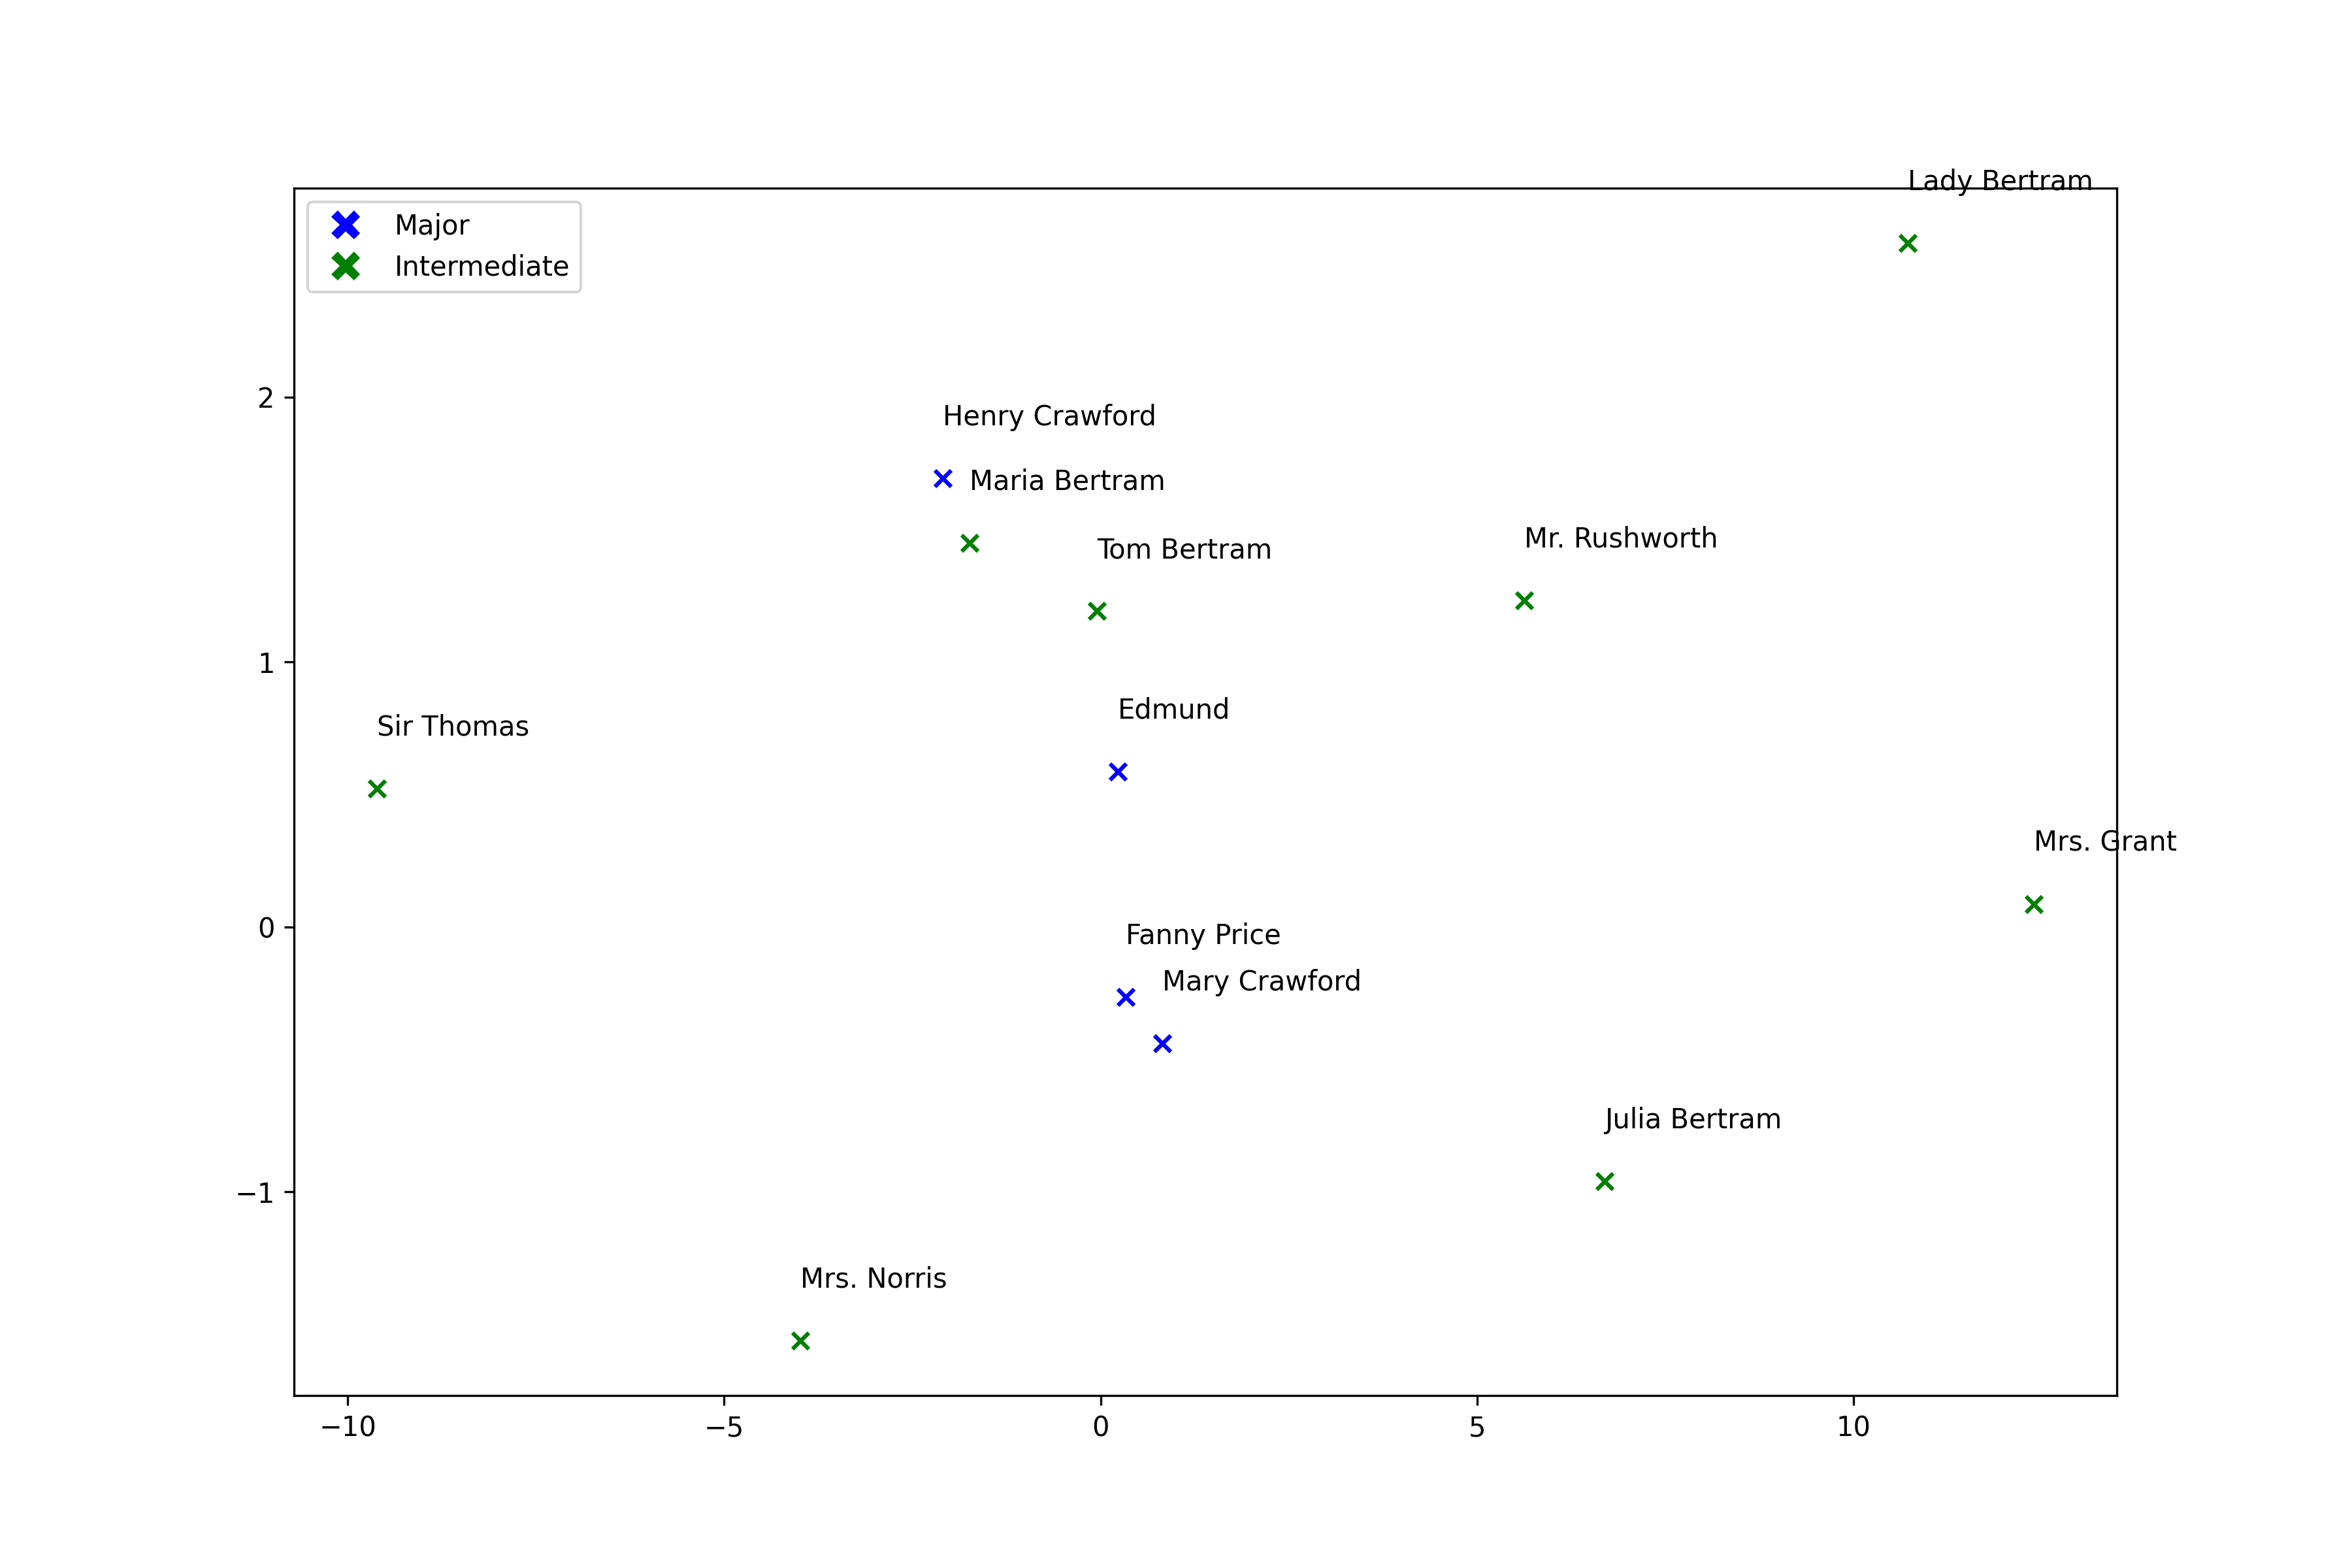 Lady Bertram
Major
Intermediate
2
Henry Crawford
Maria Bertram
Mr. Rushworth
Tom Bertram
1
Edmund
Sir Thomas
Mrs. Grant
0
Fanny Price
Mary Crawford
Julia Bertram
−1
Mrs. Norris
−10 −5 0 5 10